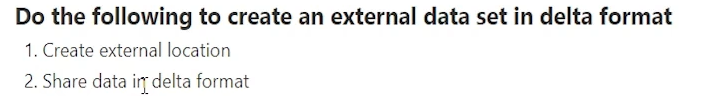 Do the following to create an external data set in delta format
1. Create external location
2. Share data in delta format